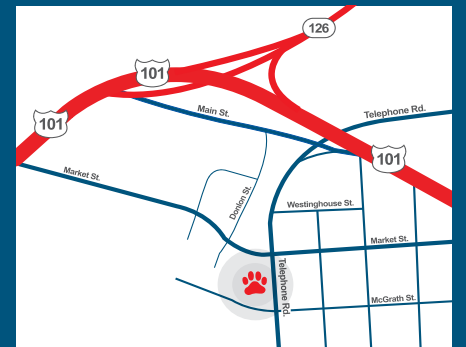 126
101
Main St.
Telephone Rd.
101
101
Market St.
Donlon St.
Westinghouse St.
Market St.
Telephone Rd.
McGrath St.